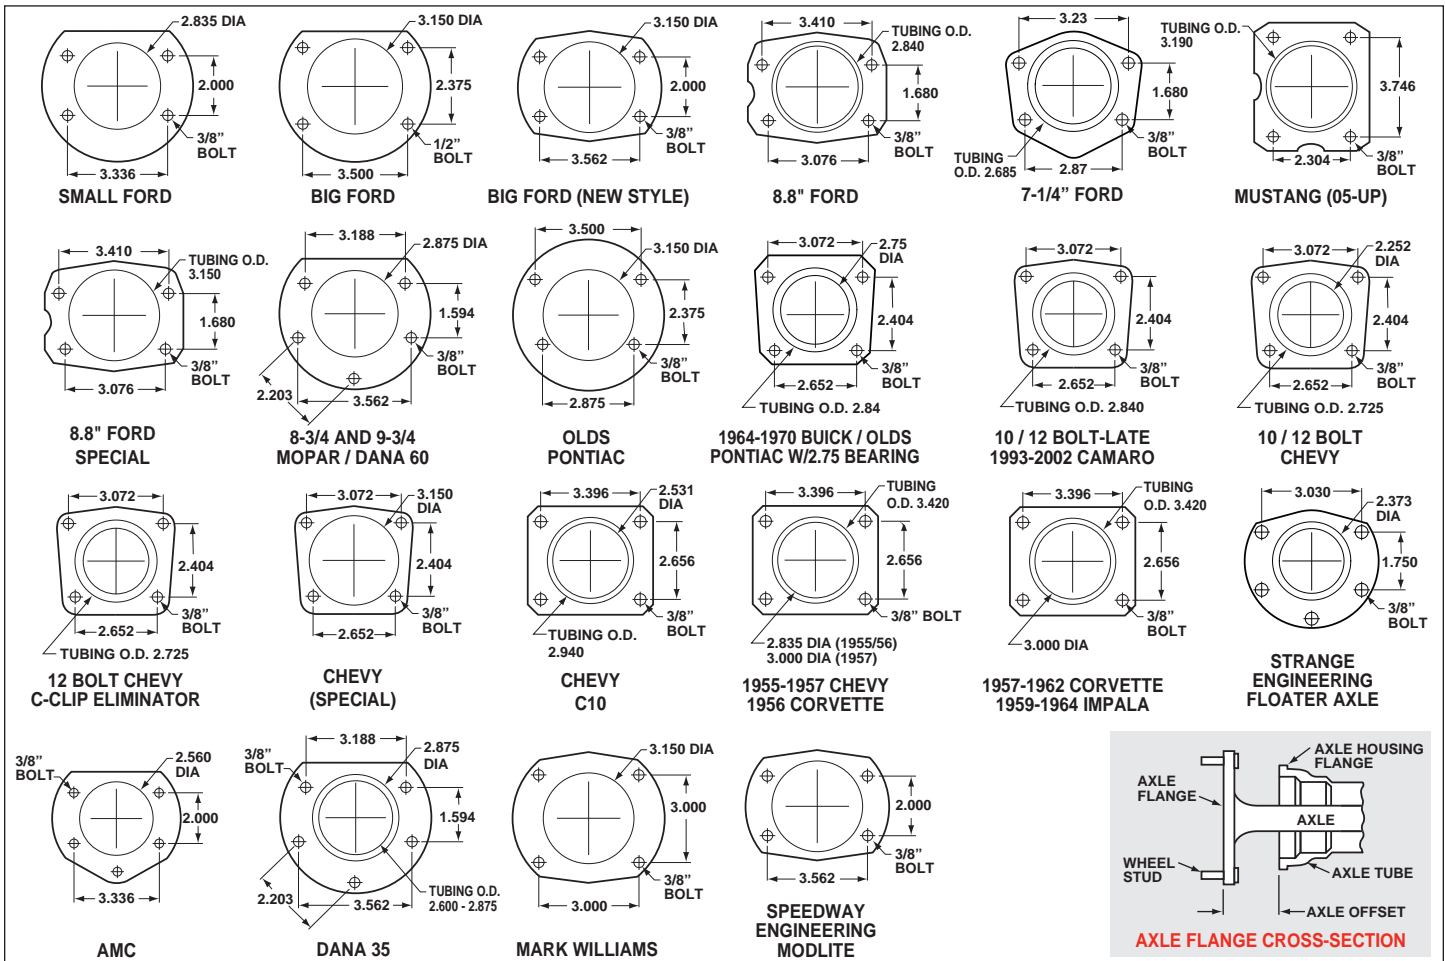 2.835 DIA
2.000
3/8”
BOLT
3.336
SMALL FORD
3.150 DIA
2.375
1/2”
BOLT
3.500
BIG FORD
3.150 DIA
2.000
3/8”
BOLT
3.562
BIG FORD (NEW STYLE)
3.410
TUBING O.D.
2.840
1.680
3/8”
BOLT
3.076
8.8" FORD
3.23
1.680
3/8”
BOLT
TUBING
O.D. 2.685
2.87
7-1/4” FORD
TUBING O.D.
3.190
3.746
2.304
3/8”
BOLT
MUSTANG (05-UP)
3.410
TUBING O.D.
3.150
1.680
3/8”
BOLT
3.076
8.8" FORD
SPECIAL
3.188
2.875 DIA
1.594
3/8”
BOLT
2.203
3.562
8-3/4 AND 9-3/4
MOPAR / DANA 60
3.500
3.150 DIA
2.375
3/8”
BOLT
2.875
OLDS
PONTIAC
3.072
2.75
DIA
2.404
3/8”
BOLT
2.652
TUBING O.D. 2.84
1964-1970 BUICK / OLDS
PONTIAC W/2.75 BEARING
3.072
2.404
3/8”
BOLT
2.652
TUBING O.D. 2.840
10 / 12 BOLT-LATE
1993-2002 CAMARO
3.072
2.252
DIA
2.404
3/8”
BOLT
2.652
TUBING O.D. 2.725
10 / 12 BOLT
CHEVY
3.072
2.404
3/8”
BOLT
2.652
TUBING O.D. 2.725
12 BOLT CHEVY
C-CLIP ELIMINATOR
3.072
3.150
DIA
2.404
3/8”
BOLT
2.652
CHEVY
(SPECIAL)
3.396
2.531
DIA
2.656
3/8”
BOLT
TUBING O.D.
2.940
CHEVY
C10
3.396
TUBING
O.D. 3.420
2.656
3/8” BOLT
2.835 DIA (1955/56)
3.000 DIA (1957)
1955-1957 CHEVY
1956 CORVETTE
3.396
TUBING
O.D. 3.420
2.656
3/8”
BOLT
3.000 DIA
1957-1962 CORVETTE
1959-1964 IMPALA
3.030
2.373
DIA
1.750
3/8”
BOLT
STRANGE
ENGINEERING
FLOATER AXLE
3/8”
BOLT
2.560
DIA
2.000
3.336
AMC
3/8”
BOLT
3.188
2.875
DIA
1.594
2.203
3.562
TUBING O.D.
2.600 - 2.875
DANA 35
3.150 DIA
3.000
3/8”
BOLT
3.000
MARK WILLIAMS
2.000
3/8”
BOLT
3.562
SPEEDWAY
ENGINEERING
MODLITE
AXLE HOUSING
FLANGE
AXLE
FLANGE
AXLE
WHEEL
STUD
AXLE TUBE
AXLE OFFSET
AXLE FLANGE CROSS-SECTION